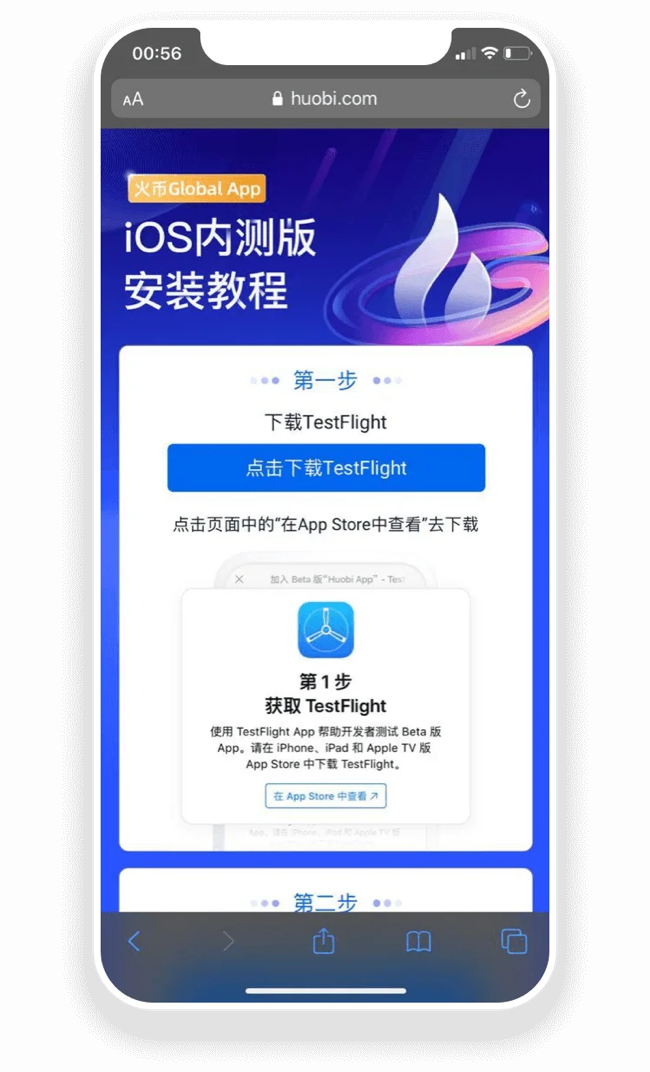 00:56
AA
huobi.com
火币Global App
iOS内测版
安装教程
第一步
下载TestFlight
点击下载TestFlight
点击页面中的“在App Store中查看”去下载
加入 Beta 版“Huobi App” - Test
第 1 步
获取 TestFlight
使用 TestFlight App 帮助开发者测试 Beta 版
App。请在 iPhone、iPad 和 Apple TV 版
App Store 中下载 TestFlight。
在 App Store 中查看
App。请在 iPhone、iPad 和 Apple TV 版
第二步